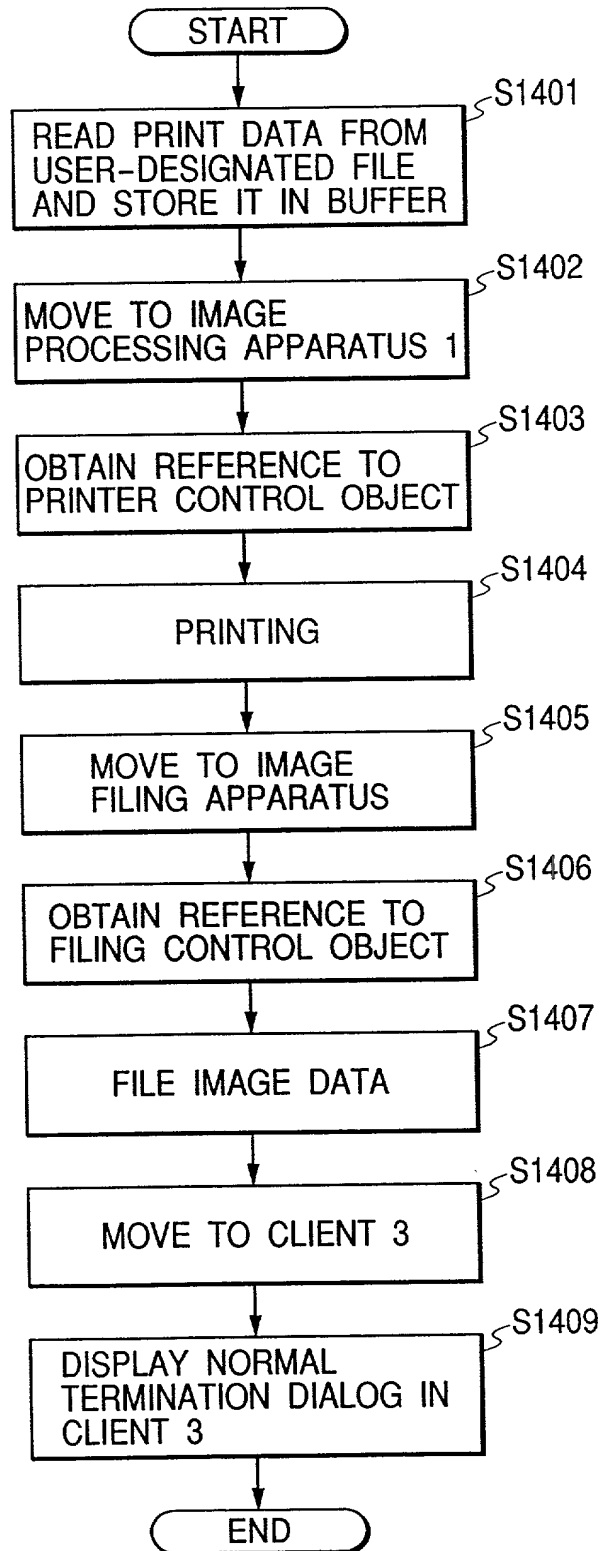 START
S1401
READ PRINT DATA FROM
USER-DESIGNATED FILE
AND STORE IT IN BUFFER
S1402
MOVE TO IMAGE
PROCESSING APPARATUS 1
S1403
OBTAIN REFERENCE TO
PRINTER CONTROL OBJECT
S1404
PRINTING
S1405
MOVE TO IMAGE
FILING APPARATUS
S1406
OBTAIN REFERENCE TO
FILING CONTROL OBJECT
S1407
FILE IMAGE DATA
S1408
MOVE TO CLIENT 3
S1409
DISPLAY NORMAL
TERMINATION DIALOG IN
CLIENT 3
END